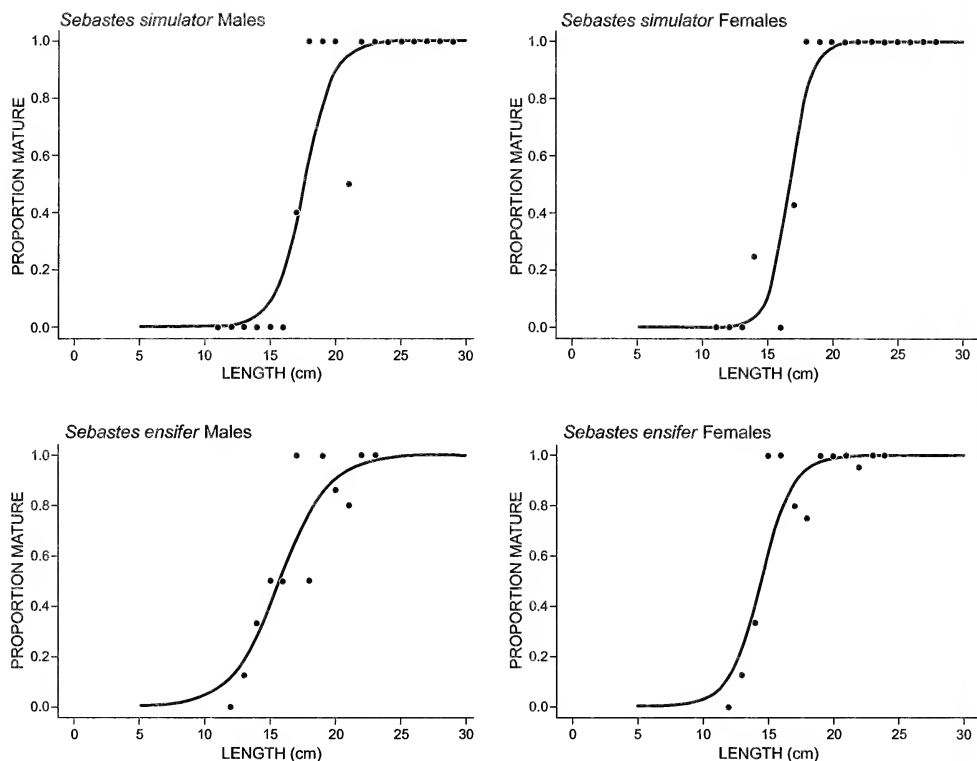 Sebastes simulator Males
1.0
0.8
0.6
0.4
0.2
0.0
PROPORTION MATURE
0 5 10 15 20 25 30
LENGTH (cm)
Sebastes simulator Females
1.0
0.8
0.6
0.4
0.2
0.0
PROPORTION MATURE
0 5 10 15 20 25 30
LENGTH (cm)
Sebastes ensifer Males
1.0
0.8
0.6
0.4
0.2
0.0
PROPORTION MATURE
0 5 10 15 20 25 30
LENGTH (cm)
Sebastes ensifer Females
1.0
0.8
0.6
0.4
0.2
0.0
PROPORTION MATURE
0 5 10 15 20 25 30
LENGTH (cm)